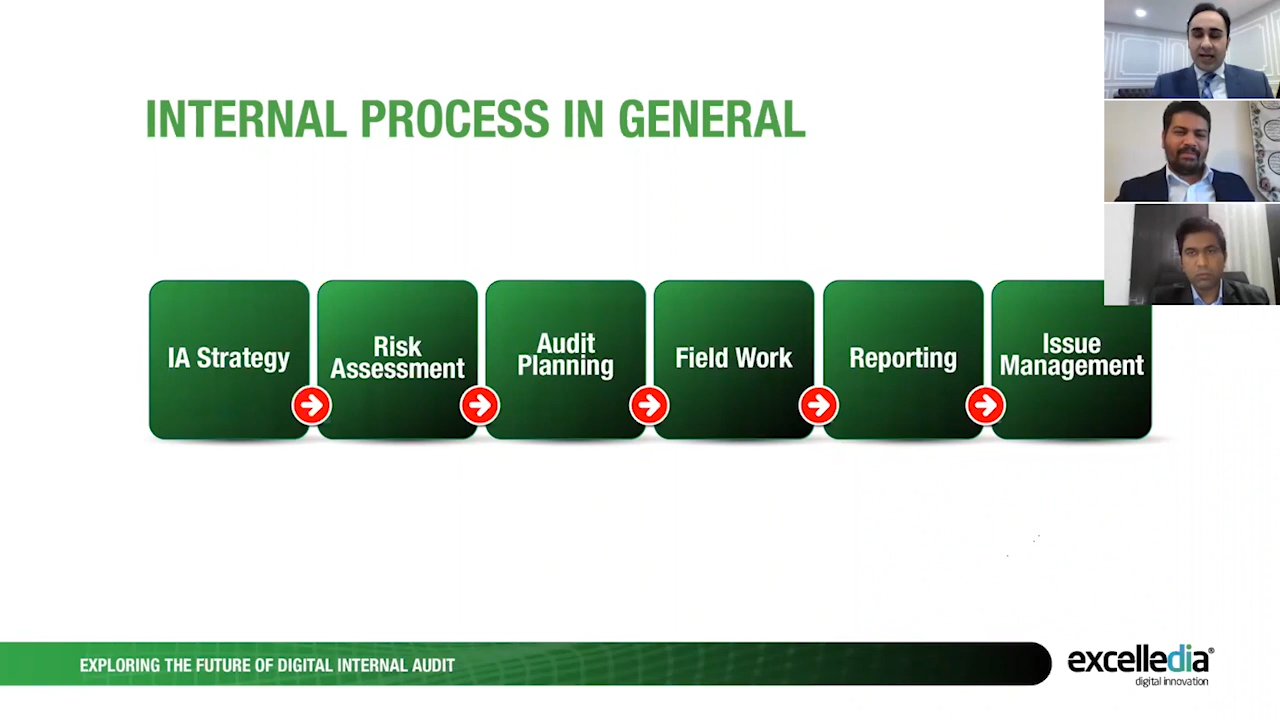 INTERNAL PROCESS IN GENERAL
IA Strategy
Risk
Assessment
Audit
Planning
Field Work
Reporting
Issue
Management
EXPLORING THE FUTURE OF DIGITAL INTERNAL AUDIT
excelledia®
digital innovation